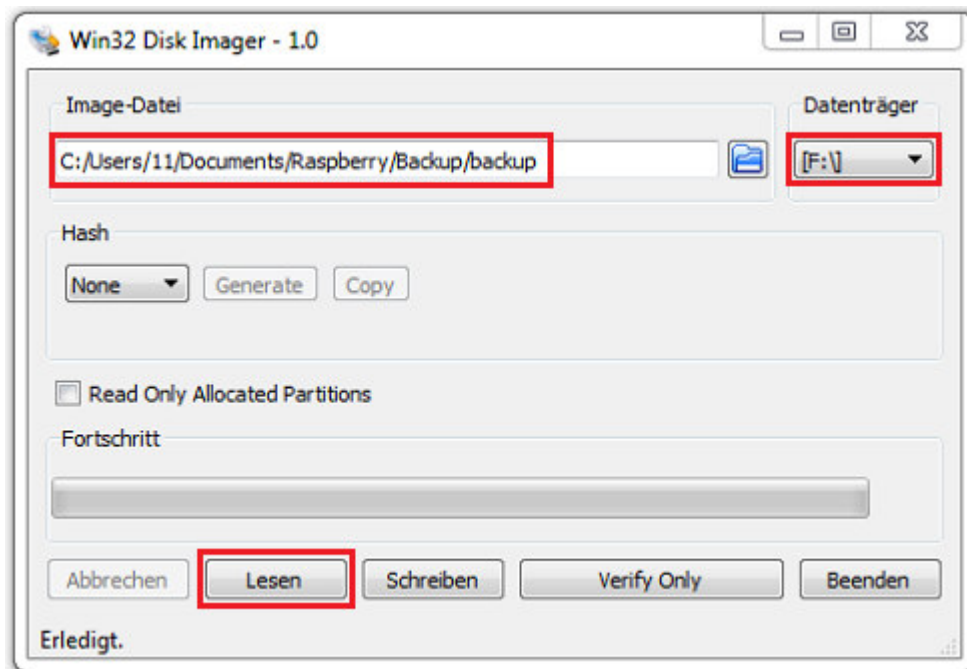 Win32 Disk Imager - 1.0
Image-Datei
Datenträger
C:/Users/11/Documents/Raspberry/Backup/backup
[F:\]
Hash
None
Generate
Copy
Read Only Allocated Partitions
Fortschritt
Abbrechen
Lesen
Schreiben
Verify Only
Beenden
Erledigt.